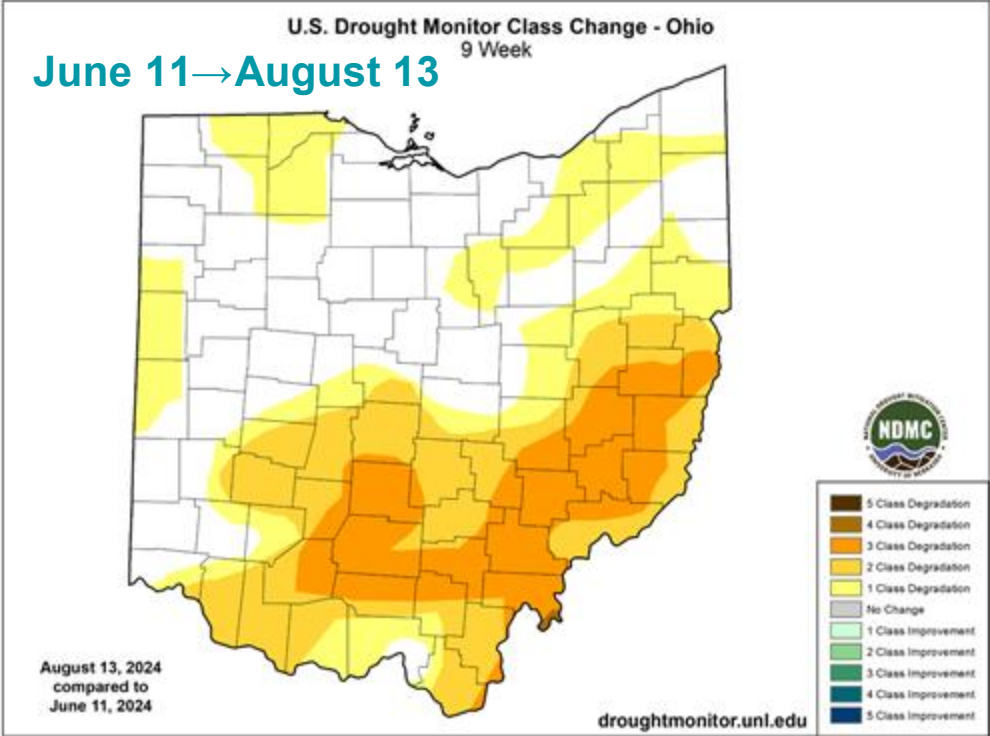 U.S. Drought Monitor Class Change - Ohio
9 Week
June 11→August 13
NDMC
5 Class Degradation
4 Class Degradation
3 Class Degradation
2 Class Degradation
1 Class Degradation
No Change
1 Class Improvement
2 Class Improvement
3 Class Improvement
4 Class Improvement
5 Class Improvement
August 13, 2024
compared to
June 11, 2024
droughtmonitor.unl.edu